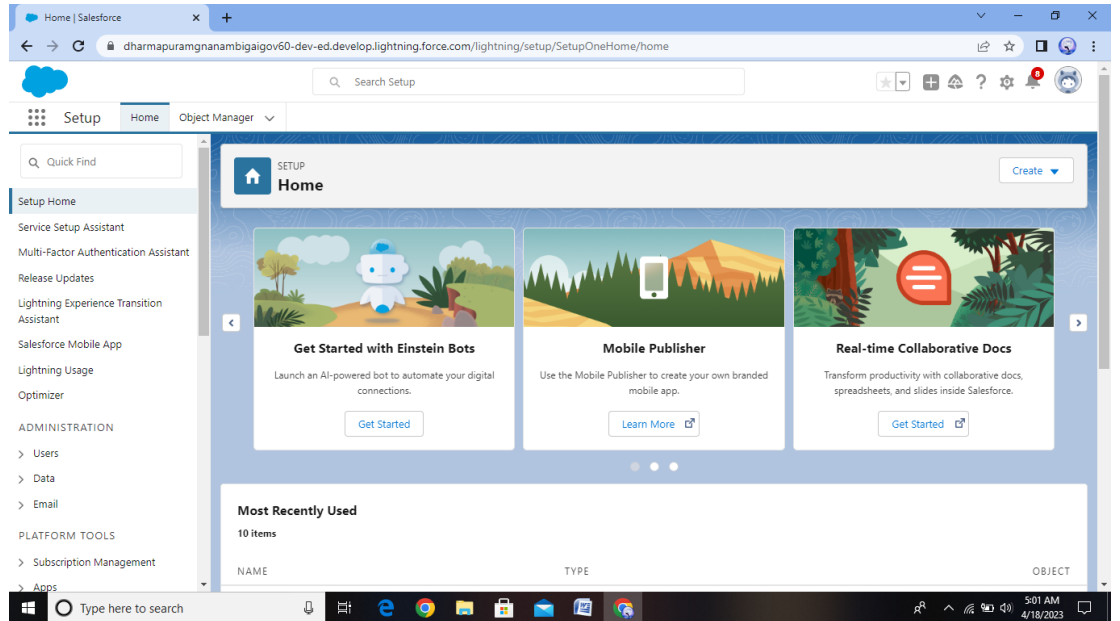 Home | Salesforce
dharmapuramgnanambigaigov60-dev-ed.develop.lightning.force.com/lightning/setup/SetupOneHome/home
Search Setup
8
Setup
Home
Object Manager
Quick Find
Setup Home
Service Setup Assistant
Multi-Factor Authentication Assistant
Release Updates
Lightning Experience Transition
Assistant
Salesforce Mobile App
Lightning Usage
Optimizer
ADMINISTRATION
Users
Data
Email
PLATFORM TOOLS
Subscription Management
Apps
SETUP
Home
Create
Get Started with Einstein Bots
Launch an AI-powered bot to automate your digital
connections.
Get Started
Mobile Publisher
Use the Mobile Publisher to create your own branded
mobile app.
Learn More
Real-time Collaborative Docs
Transform productivity with collaborative docs,
spreadsheets, and slides inside Salesforce.
Get Started
Most Recently Used
10 items
NAME TYPE OBJECT
Type here to search
5:01 AM
4/18/2023